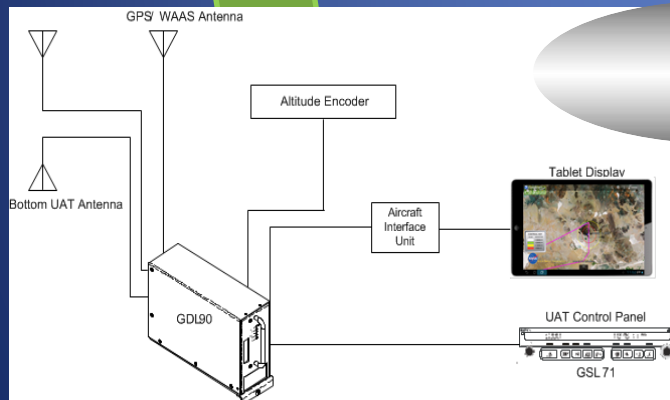 GPS/ WAAS Antenna
Altitude Encoder
Bottom UAT Antenna
Aircraft
Interface
Unit
Tablet Display
GDL90
UAT Control Panel
GSL 71